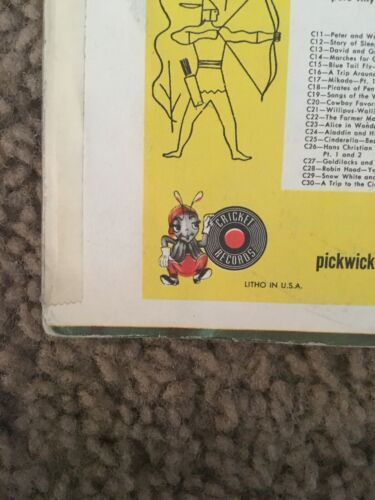 C11—Peter and
C12—Story of
C13—David and
C14—Marches for
C15—Blue Tail Fly—
C16—A Trip Around
C17—Mikado—Pt. 1
C18—Pirates of Pen
C19—Songs of the
C20—Cowboy Favor
C21—Willipus-Walli
C22—The Farmer
C23—Alice in Wond
C24—Aladdin and
C25—Cinderella—
C26—Hans Christian
Pt. 1 and 2
C27—Goldilocks and
C28—Robin Hood—
C29—Snow White and
C30—A Trip to the
CRICKET
RECORDS
pickwick
LITHO IN U.S.A.